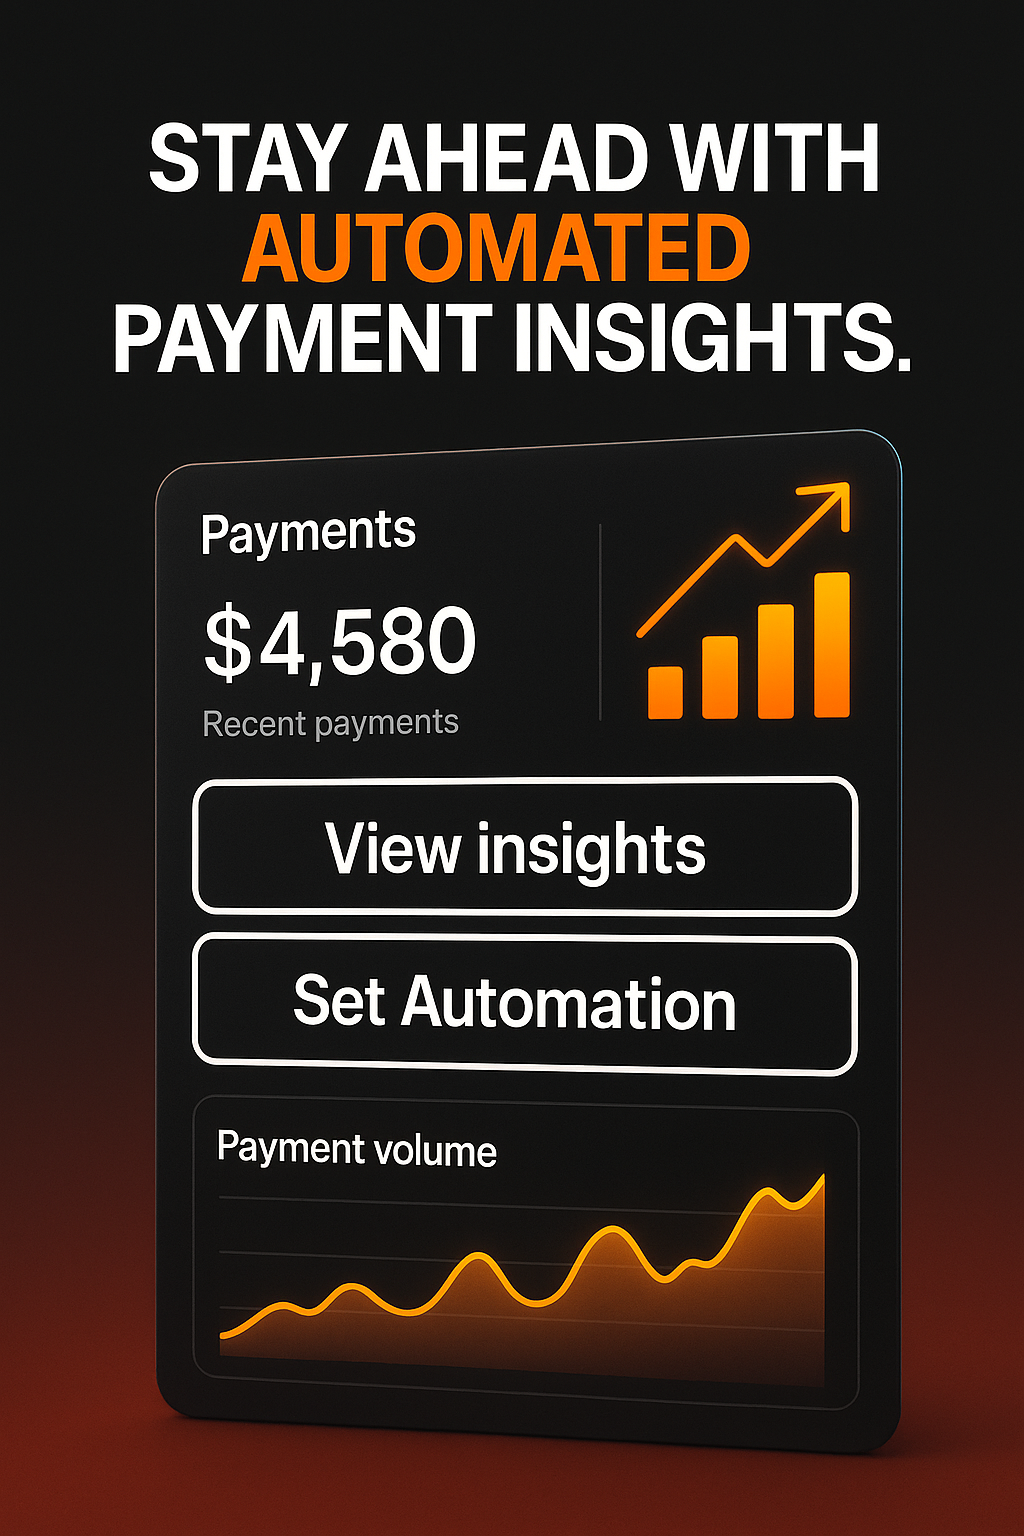 STAY AHEAD WITH
AUTOMATED
PAYMENT INSIGHTS.
Payments
$4,580
Recent payments
View insights
Set Automation
Payment volume